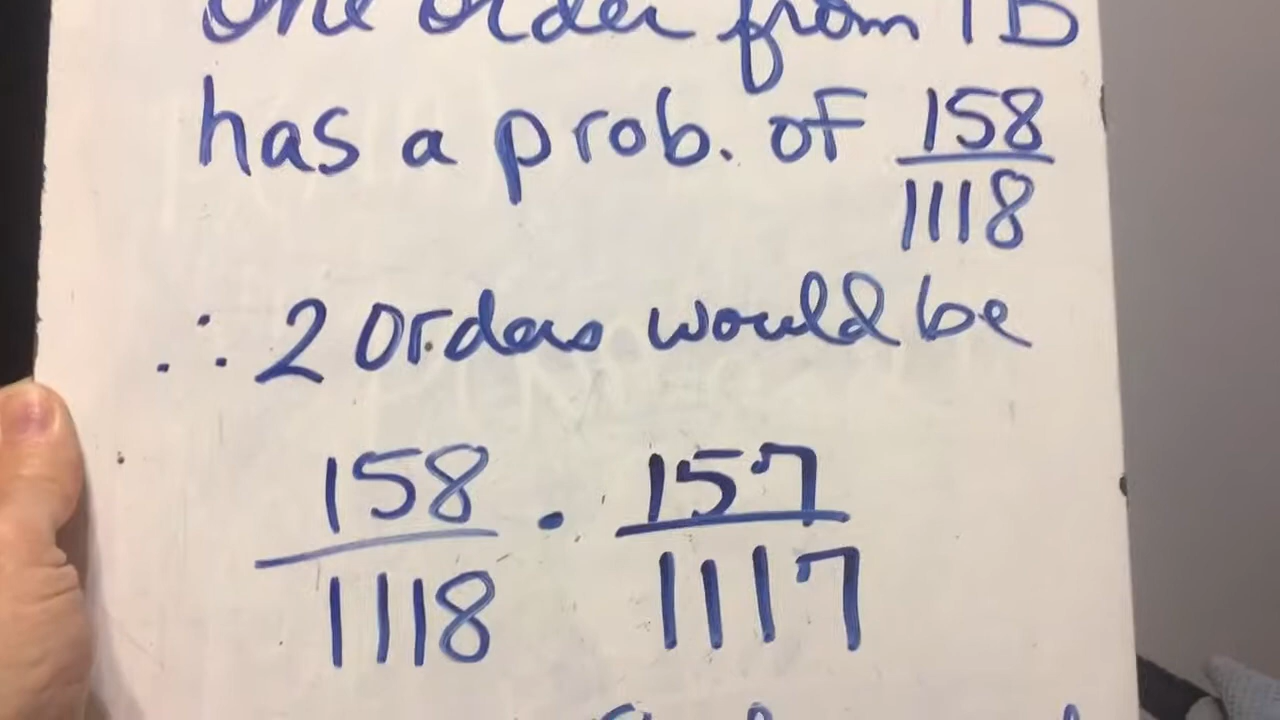 One Order from TB
has a prob. of 158/1118
∴ 2 Orders would be
158/1118 · 157/1117